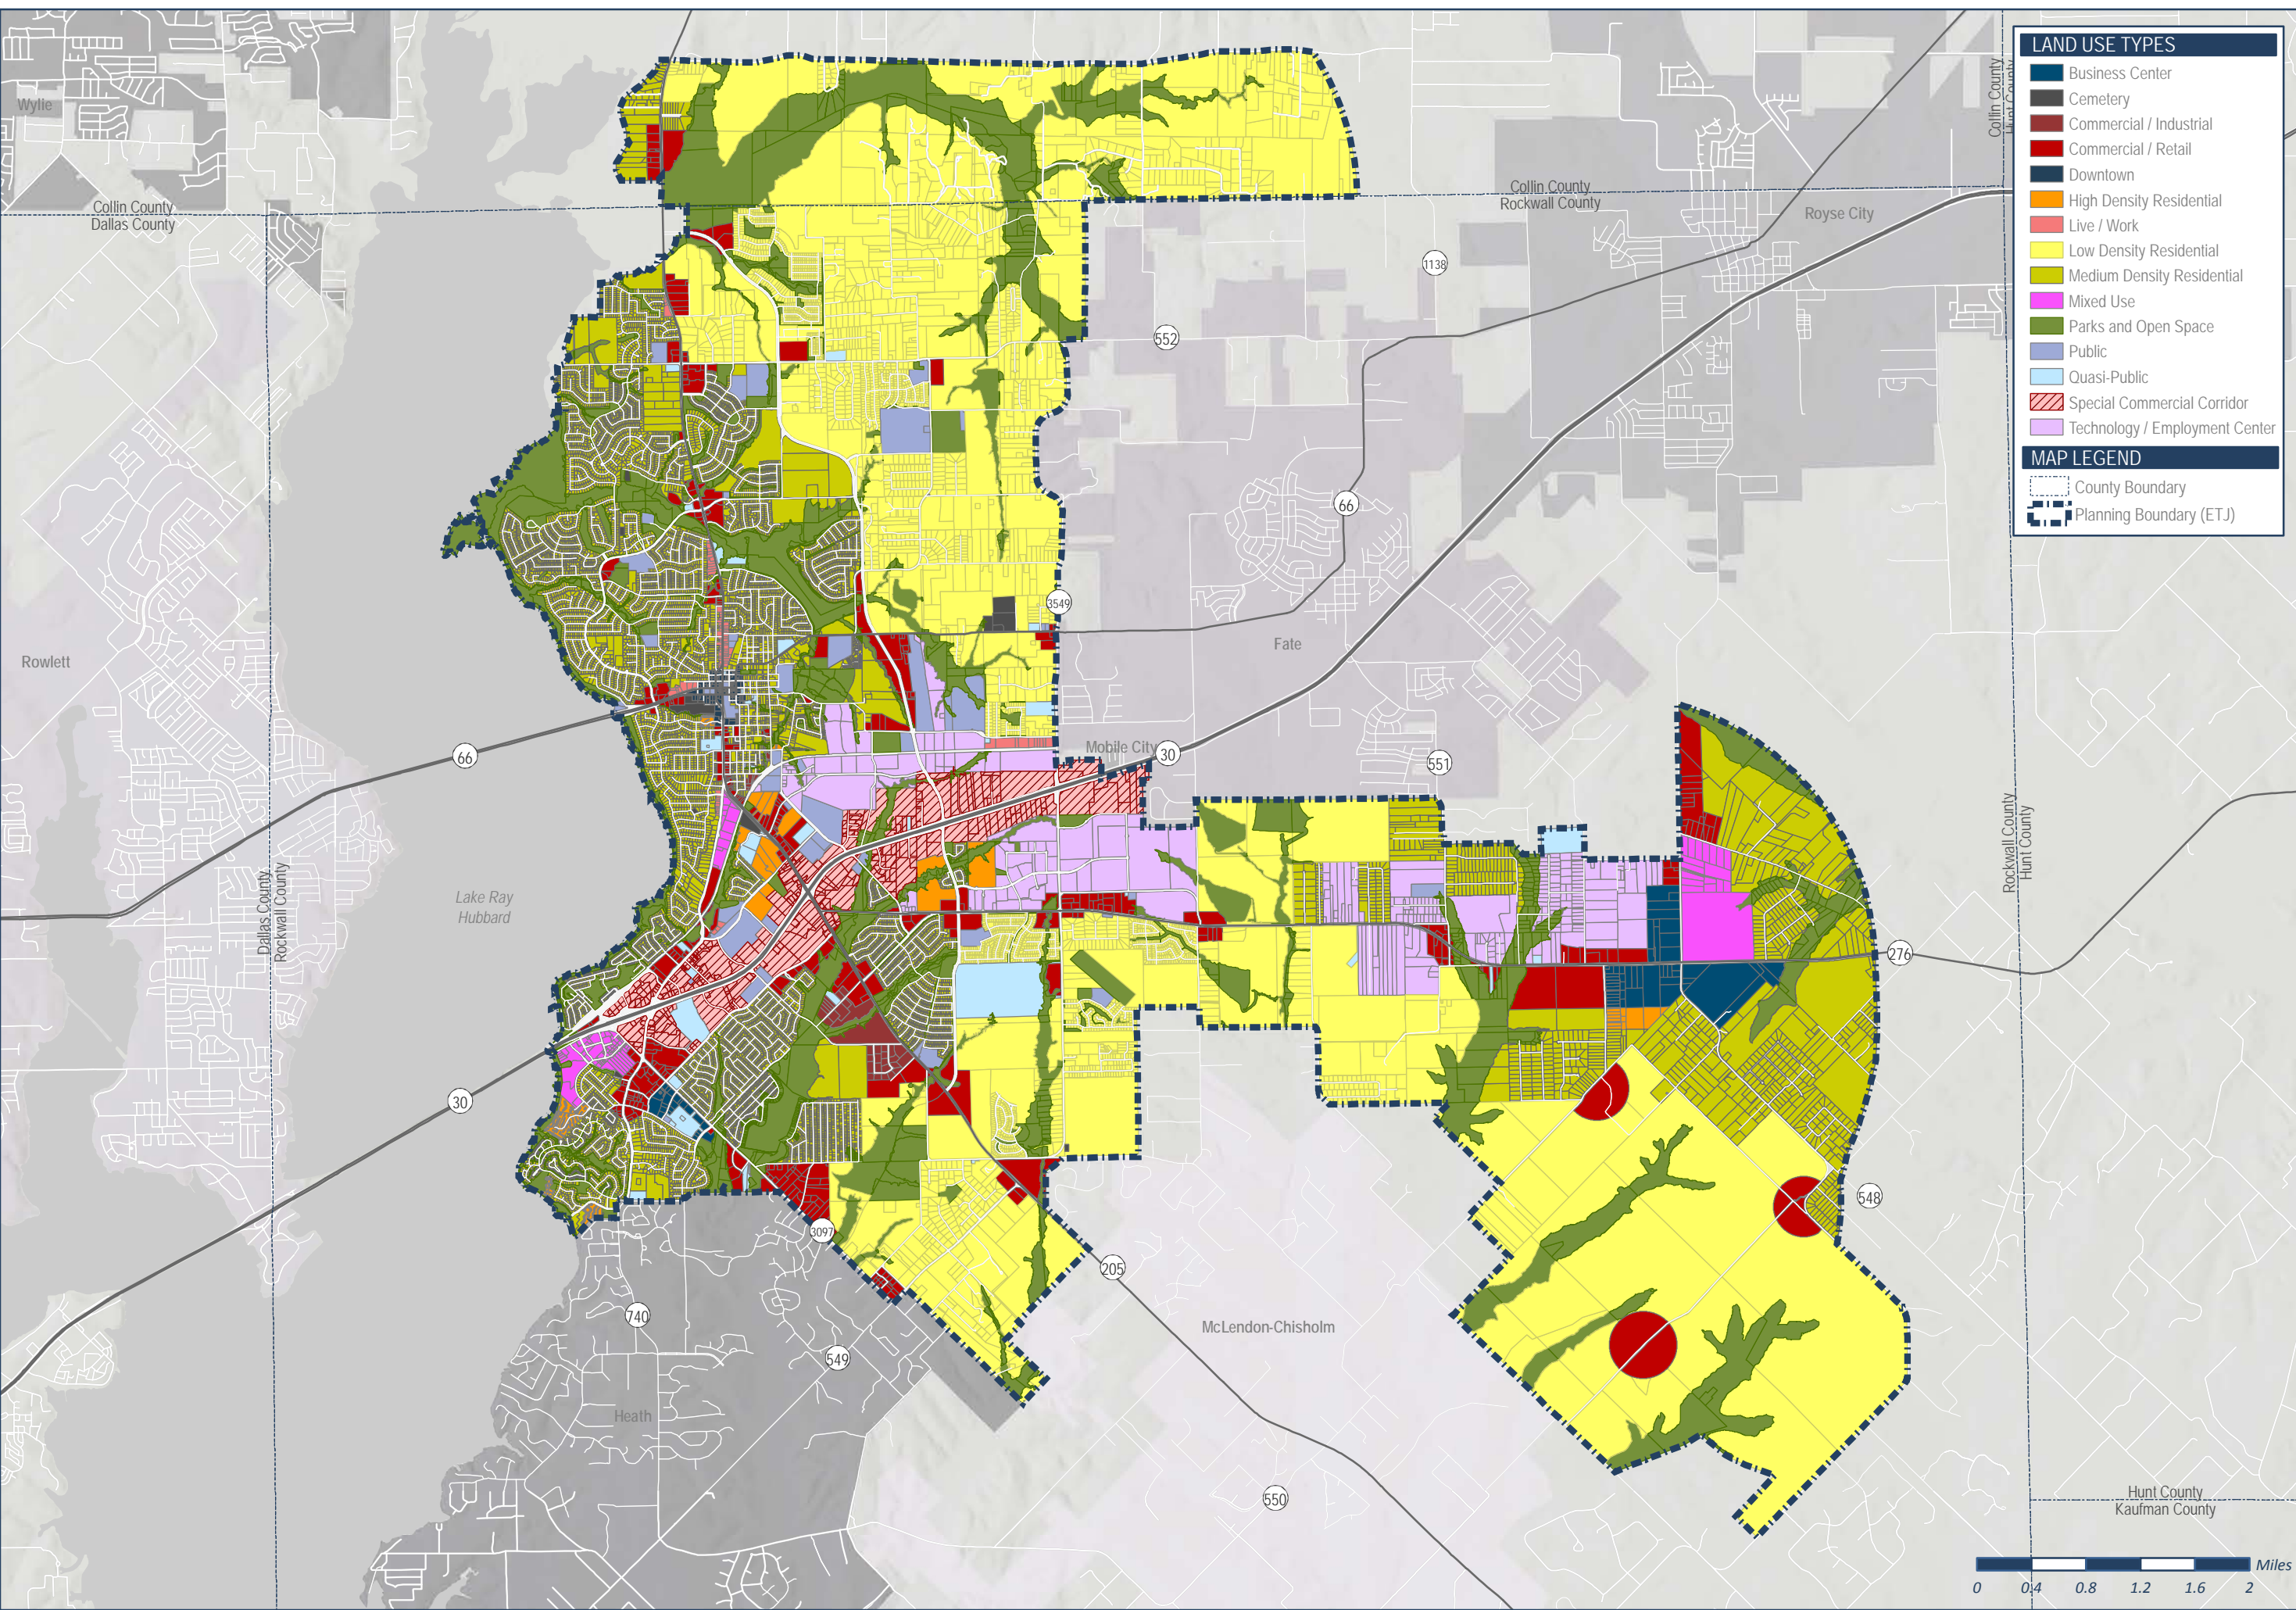 LAND USE TYPES
Business Center
Cemetery
Commercial / Industrial
Commercial / Retail
Downtown
High Density Residential
Live / Work
Low Density Residential
Medium Density Residential
Mixed Use
Parks and Open Space
Public
Quasi-Public
Special Commercial Corridor
Technology / Employment Center
MAP LEGEND
County Boundary
Planning Boundary (ETJ)
Collin County
Hunt County
Wylie
Collin County
Dallas County
Collin County
Rockwall County
Royse City
1138
552
66
3549
Fate
Rowlett
66
Mobile City
30
551
Rockwall County
Hunt County
Dallas County
Rockwall County
Lake Ray
Hubbard
276
30
548
3097
205
740
McLendon-Chisholm
549
Heath
550
Hunt County
Kaufman County
Miles
0 0.4 0.8 1.2 1.6 2